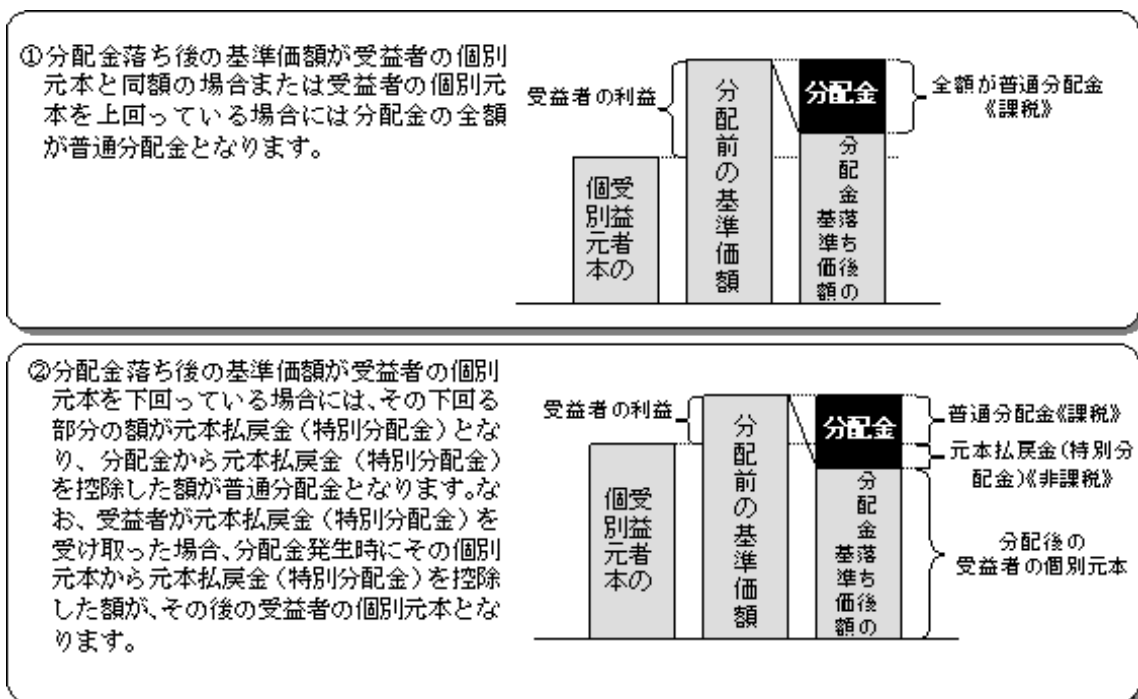 ①分配金落ち後の基準価額が受益者の個別
元本と同額の場合または受益者の個別元
本を上回っている場合には分配金の全額
が普通分配金となります。
受益者の利益
受益者の
個別元本
分配前の基準価額
分配金
分配金落ち後の
基準価額
全額が普通分配金
《課税》
②分配金落ち後の基準価額が受益者の個別
元本を下回っている場合には、その下回る
部分の額が元本払戻金（特別分配金）とな
り、分配金から元本払戻金（特別分配金）
を控除した額が普通分配金となります。な
お、受益者が元本払戻金（特別分配金）を
受け取った場合、分配金発生時にその個別
元本から元本払戻金（特別分配金）を控除
した額が、その後の受益者の個別元本とな
ります。
受益者の利益
受益者の
個別元本
分配前の基準価額
分配金
分配金落ち後の
基準価額
普通分配金《課税》
元本払戻金(特別分
配金)《非課税》
分配後の
受益者の個別元本